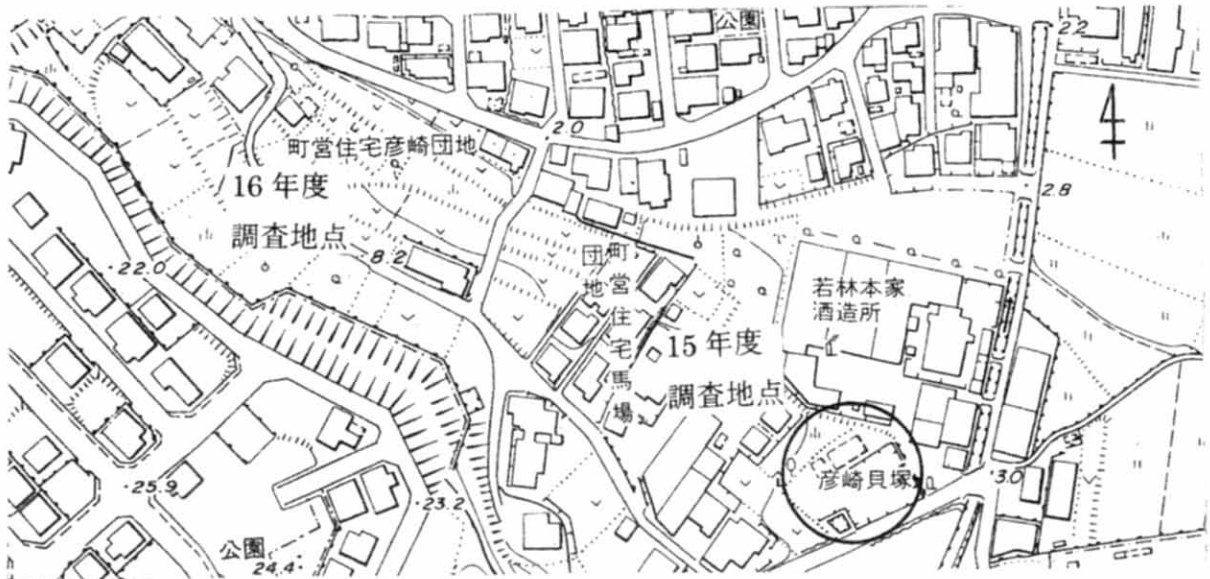 公園
2.2
2.0
町営住宅彦崎団地
16年度
調査地点
2.8
8.2
22.0
町営住宅馬場
団地
若林本家
酒造所
15年度
調査地点
彦崎貝塚
3.0
25.9
23.2
公園
24.4